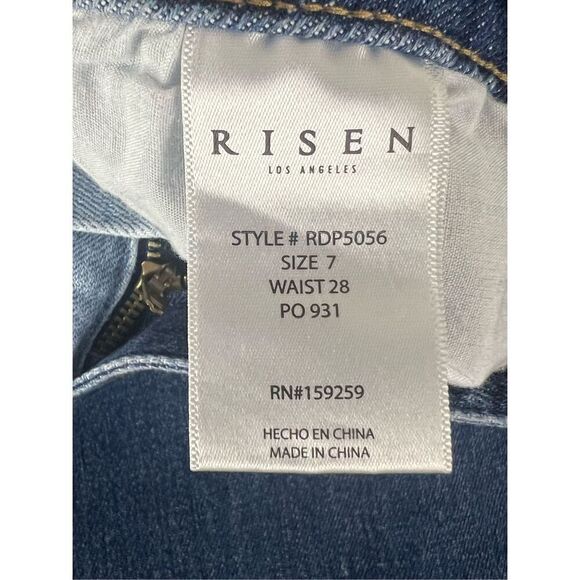 RISEN
LOS ANGELES
STYLE # RDP5056
SIZE 7
WAIST 28
PO 931
RN#159259
HECHO EN CHINA
MADE IN CHINA